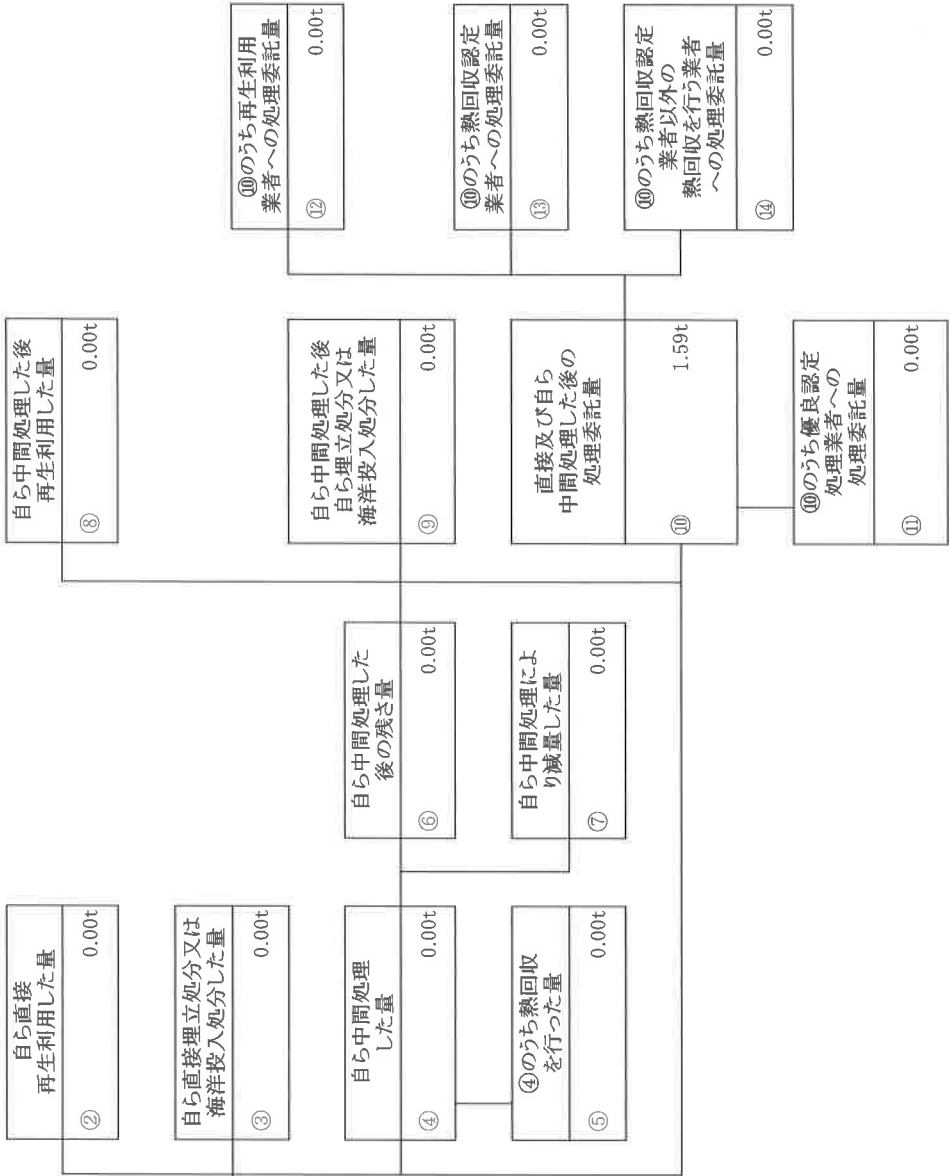 自ら直接
再生利用した量
② 0.00t
自ら直接埋立処分又は
海洋投入処分した量
③ 0.00t
自ら中間処理
した量
④ 0.00t
④のうち熱回収
を行った量
⑤ 0.00t
自ら中間処理した
後の残さ量
⑥ 0.00t
自ら中間処理によ
り減量した量
⑦ 0.00t
自ら中間処理した後
再生利用した量
⑧ 0.00t
自ら中間処理した後
自ら埋立処分又は
海洋投入処分した量
⑨ 0.00t
直接及び自ら
中間処理した後の
処理委託量
⑩ 1.59t
⑩のうち優良認定
処理業者への
処理委託量
⑪ 0.00t
⑩のうち再生利用
業者への処理委託量
⑫ 0.00t
⑩のうち熱回収認定
業者への処理委託量
⑬ 0.00t
⑩のうち熱回収認定
業者以外の
熱回収を行う業者
への処理委託量
⑭ 0.00t